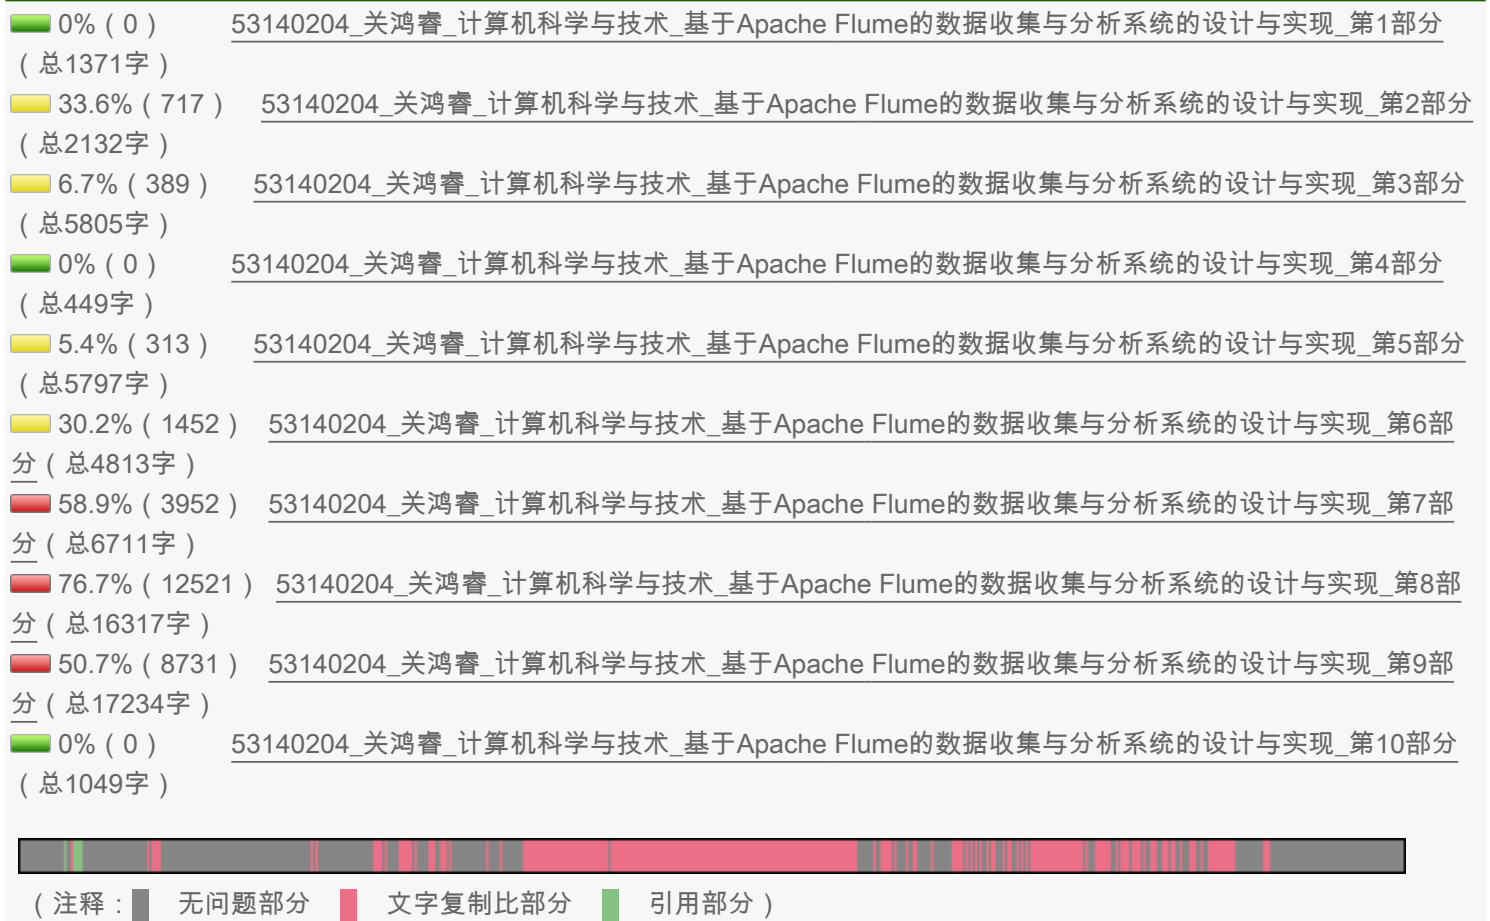 0% ( 0 ) 53140204_关鸿睿_计算机科学与技术_基于Apache Flume的数据收集与分析系统的设计与实现_第1部分
( 总1371字 )
33.6% ( 717 ) 53140204_关鸿睿_计算机科学与技术_基于Apache Flume的数据收集与分析系统的设计与实现_第2部分
( 总2132字 )
6.7% ( 389 ) 53140204_关鸿睿_计算机科学与技术_基于Apache Flume的数据收集与分析系统的设计与实现_第3部分
( 总5805字 )
0% ( 0 ) 53140204_关鸿睿_计算机科学与技术_基于Apache Flume的数据收集与分析系统的设计与实现_第4部分
( 总449字 )
5.4% ( 313 ) 53140204_关鸿睿_计算机科学与技术_基于Apache Flume的数据收集与分析系统的设计与实现_第5部分
( 总5797字 )
30.2% ( 1452 ) 53140204_关鸿睿_计算机科学与技术_基于Apache Flume的数据收集与分析系统的设计与实现_第6部
分 ( 总4813字 )
58.9% ( 3952 ) 53140204_关鸿睿_计算机科学与技术_基于Apache Flume的数据收集与分析系统的设计与实现_第7部
分 ( 总6711字 )
76.7% ( 12521 ) 53140204_关鸿睿_计算机科学与技术_基于Apache Flume的数据收集与分析系统的设计与实现_第8部
分 ( 总16317字 )
50.7% ( 8731 ) 53140204_关鸿睿_计算机科学与技术_基于Apache Flume的数据收集与分析系统的设计与实现_第9部
分 ( 总17234字 )
0% ( 0 ) 53140204_关鸿睿_计算机科学与技术_基于Apache Flume的数据收集与分析系统的设计与实现_第10部分
( 总1049字 )
( 注释 : 无问题部分 文字复制比部分 引用部分 )